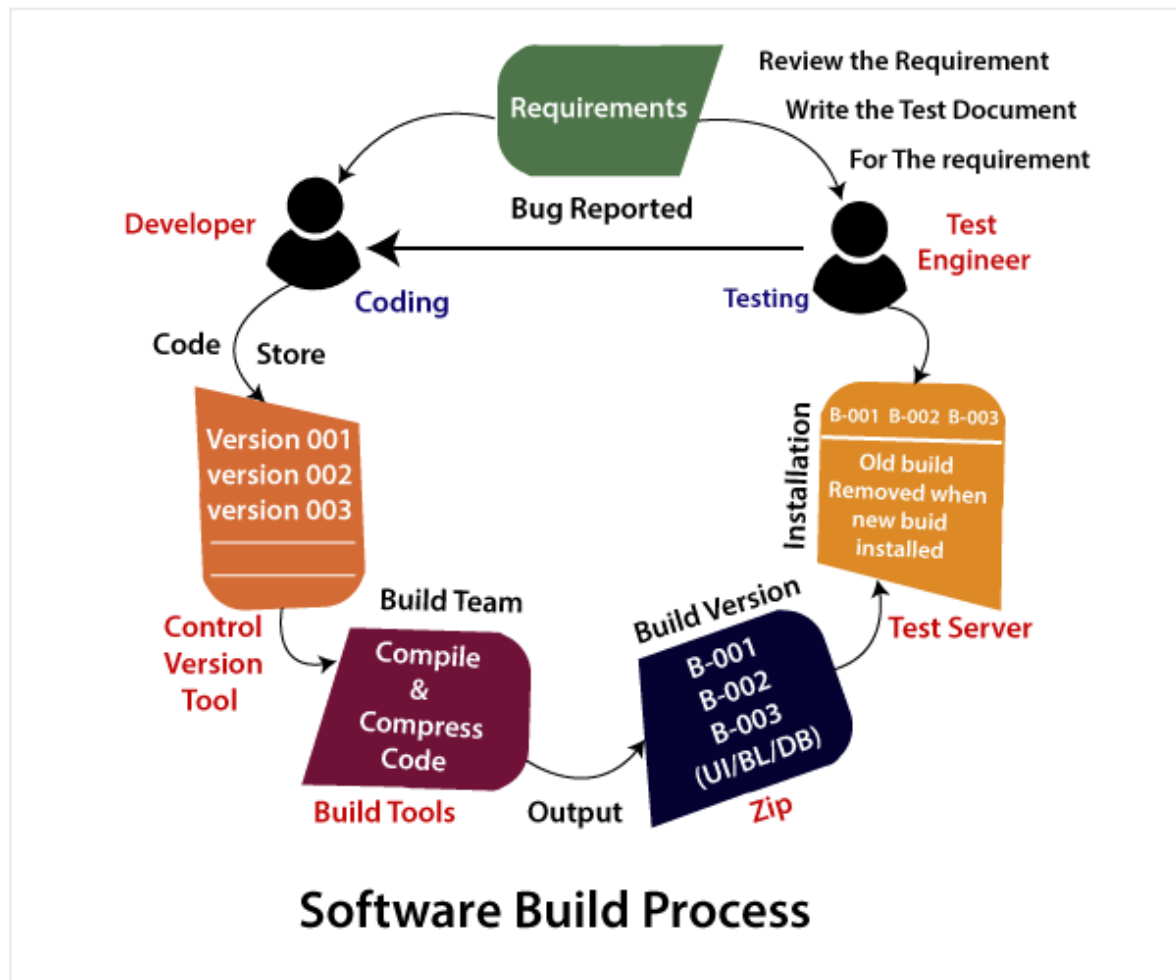 Requirements
Review the Requirement
Write the Test Document
For The requirement
Bug Reported
Developer
Coding
Test
Engineer
Testing
Code
Store
Version 001
version 002
version 003
Control
Version
Tool
Build Team
Compile
&
Compress
Code
Build Tools
Output
Build Version
B-001
B-002
B-003
(UI/BL/DB)
Zip
Installation
B-001 B-002 B-003
Old build
Removed when
new buid
installed
Test Server
Software Build Process